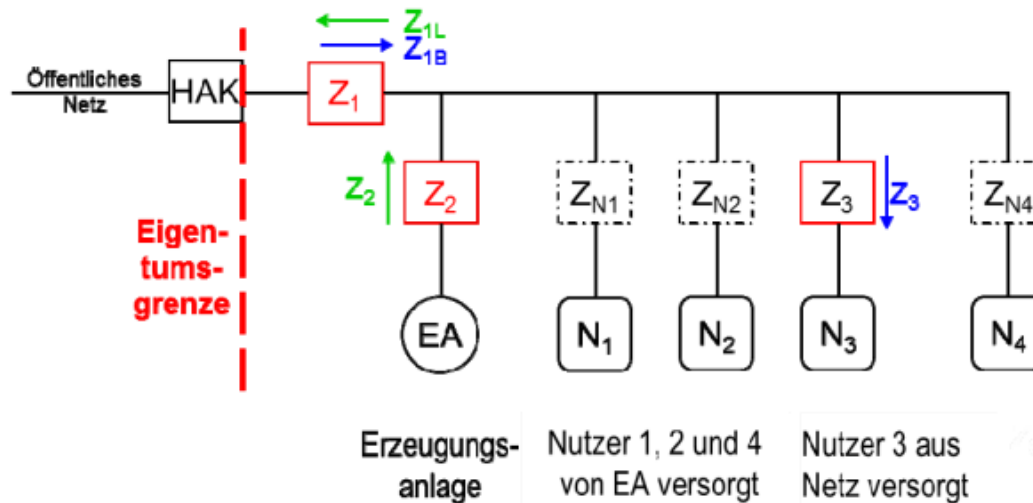 Z1L
Z1B
Öffentliches
Netz
HAK
Z1
Z2
Z2
ZN1
ZN2
Z3
Z3
ZN4
Eigen-
tums-
grenze
EA
N1
N2
N3
N4
Erzeugungs-
anlage
Nutzer 1, 2 und 4
von EA versorgt
Nutzer 3 aus
Netz versorgt